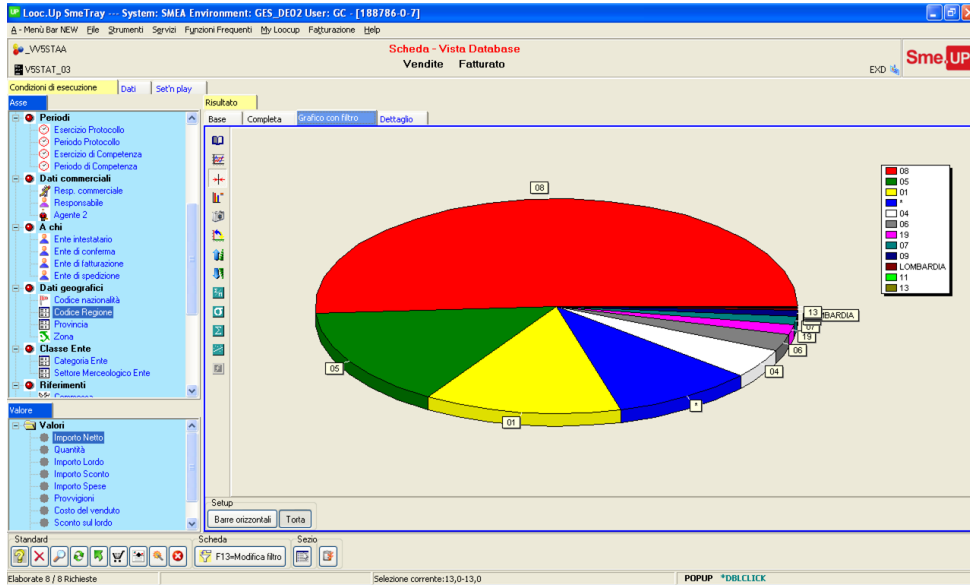 Looc.Up SmeTray --- System: SMEA Environment: GES_DE02 User: GC - [188786-0-7]
A - Menù Bar NEW File Strumenti Servizi Funzioni Frequenti My Loocup Fatturazione Help
_VV5STAA
Scheda - Vista Database
Vendite Fatturato
V5STAT_03
EXD
Sme.UP
Condizioni di esecuzione Dati Set'n play
Asse
Risultato
Base Completa Grafico con filtro Dettaglio
Periodi
Esercizio Protocollo
Periodo Protocollo
Esercizio di Competenza
Periodo di Competenza
Dati commerciali
Resp. commerciale
Responsabile
Agente 2
A chi
Ente intestatario
Ente di conferma
Ente di fatturazione
Ente di spedizione
Dati geografici
Codice nazionalità
Codice Regione
Provincia
Zona
Classe Ente
Categoria Ente
Settore Merceologico Ente
Riferimenti
Commessa
Valore
Valori
Importo Netto
Quantità
Importo Lordo
Importo Sconto
Importo Spese
Provvigioni
Costo del venduto
Sconto sul lordo
08
05
01
*
04
06
19
07
13
BARDIA
08
05
01
*
04
06
19
07
09
LOMBARDIA
11
13
Setup
Barre orizzontali Torta
Standard
Scheda
F13=Modifica filtro
Sezio
Elaborate 8 / 8 Richieste
Selezione corrente:13,0-13,0
POPUP *DBLCLICK